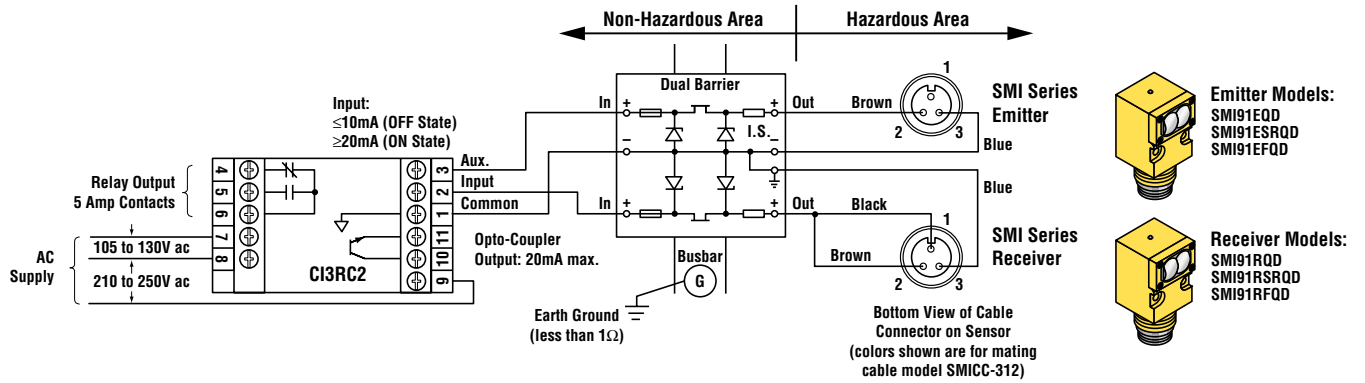 Non-Hazardous Area
Hazardous Area
Dual Barrier
In + + Out
I.S.
– –
In + + Out
Busbar
G
Earth Ground
(less than 1Ω)
Input:
≤10mA (OFF State)
≥20mA (ON State)
Aux.
Input
Common
4
5
6
7
8
3
2
1
11
10
9
CI3RC2
Opto-Coupler
Output: 20mA max.
Relay Output
5 Amp Contacts
AC
Supply
105 to 130V ac
210 to 250V ac
Brown
Blue
1
2
3
SMI Series
Emitter
Blue
Black
Brown
1
2
3
SMI Series
Receiver
Bottom View of Cable
Connector on Sensor
(colors shown are for mating
cable model SMICC-312)
Emitter Models:
SMI91EQD
SMI91ESRQD
SMI91EFQD
Receiver Models:
SMI91RQD
SMI91RSRQD
SMI91RFQD